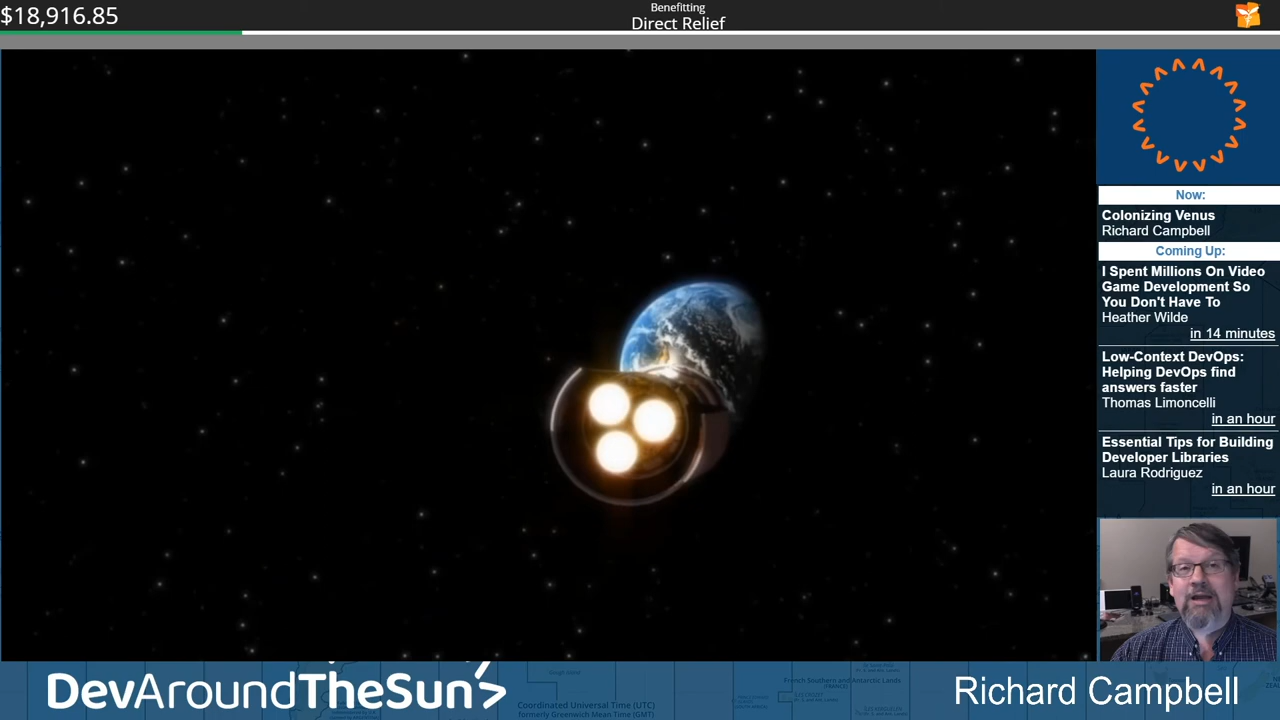 $18,916.85
Benefitting
Direct Relief
Now:
Colonizing Venus
Richard Campbell
Coming Up:
I Spent Millions On Video
Game Development So
You Don't Have To
Heather Wilde
in 14 minutes
Low-Context DevOps:
Helping DevOps find
answers faster
Thomas Limoncelli
in an hour
Essential Tips for Building
Developer Libraries
Laura Rodriguez
in an hour
DevAroundTheSun
Coordinated Universal Time (UTC)
formerly Greenwich Mean Time (GMT)
French Southern and Antarctic Lands
(FRANCE)
Richard Campbell